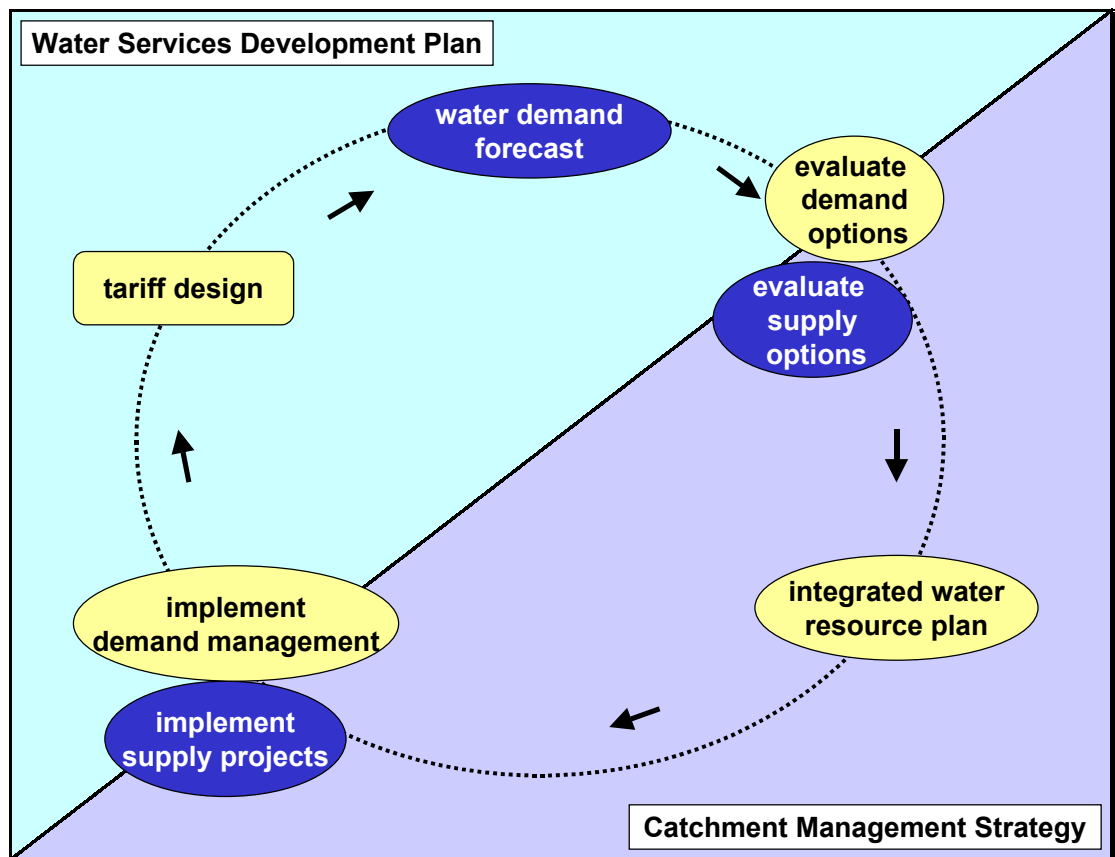 Water Services Development Plan
water demand
forecast
evaluate
demand
options
tariff design
evaluate
supply
options
integrated water
resource plan
implement
demand management
implement
supply projects
Catchment Management Strategy